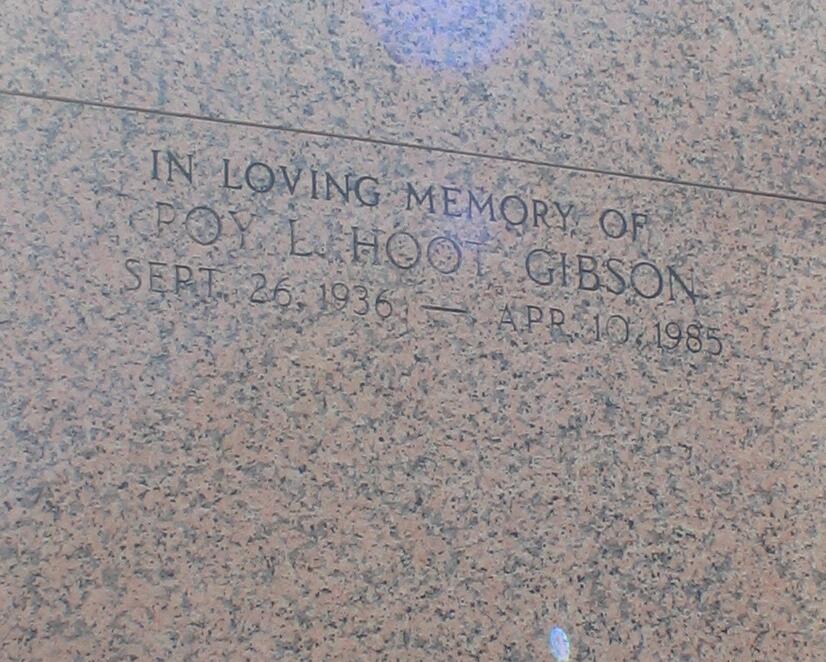 IN LOVING MEMORY OF
ROY L. HOOT GIBSON
SEPT. 26, 1936 — APR. 10, 1985